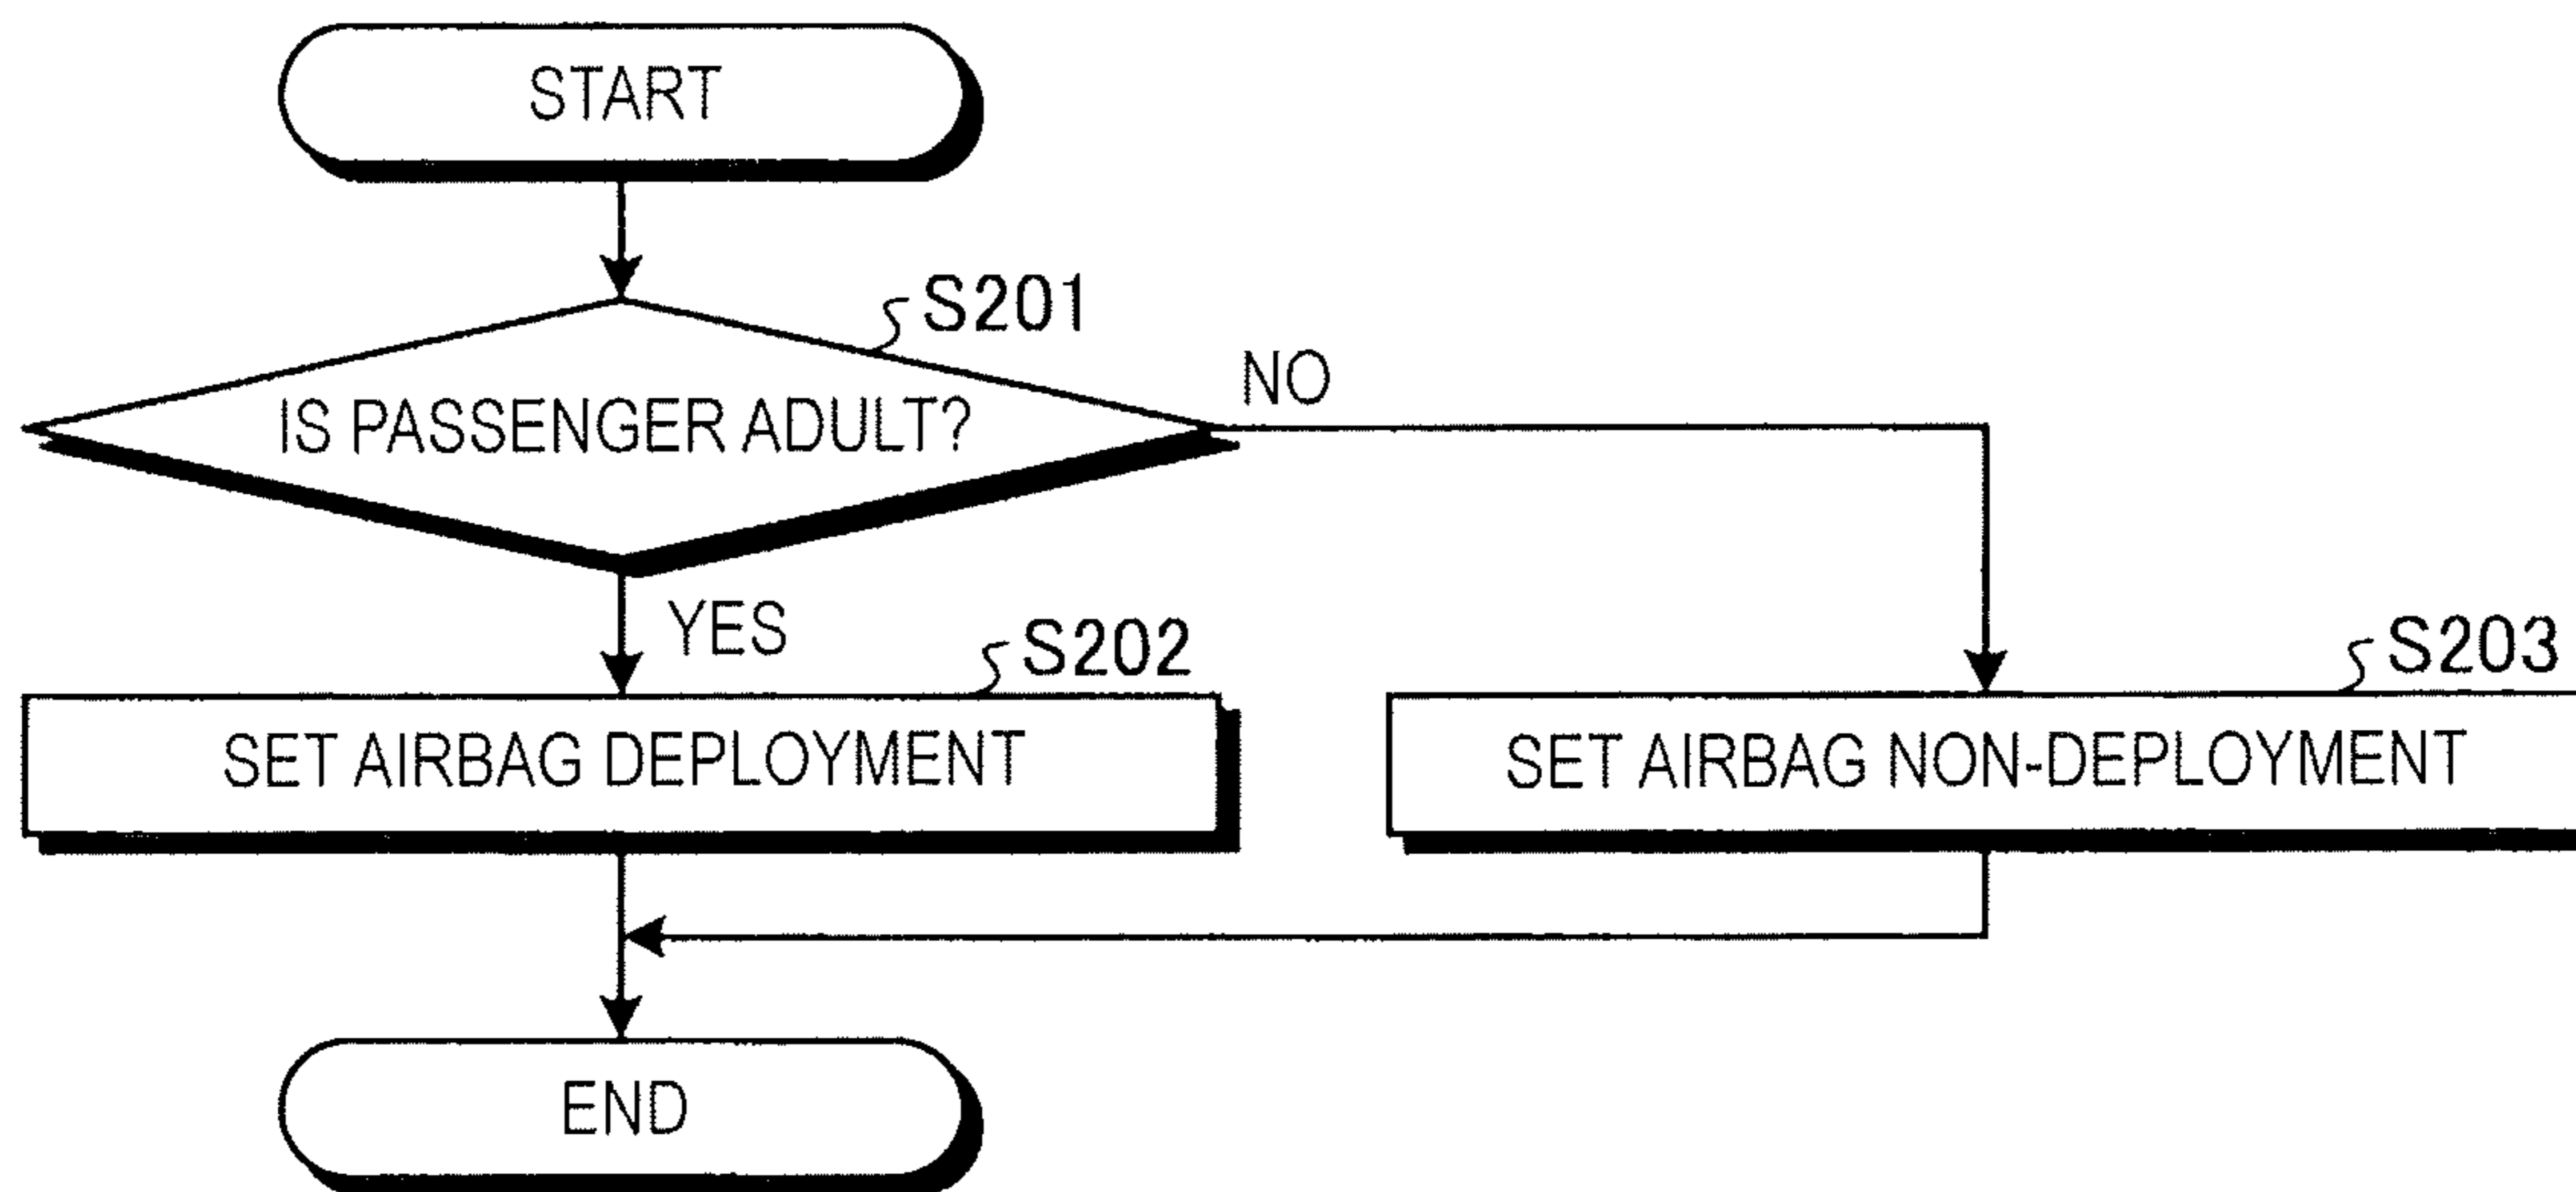 START
S201
IS PASSENGER ADULT?
NO
YES
S202
S203
SET AIRBAG DEPLOYMENT
SET AIRBAG NON-DEPLOYMENT
END